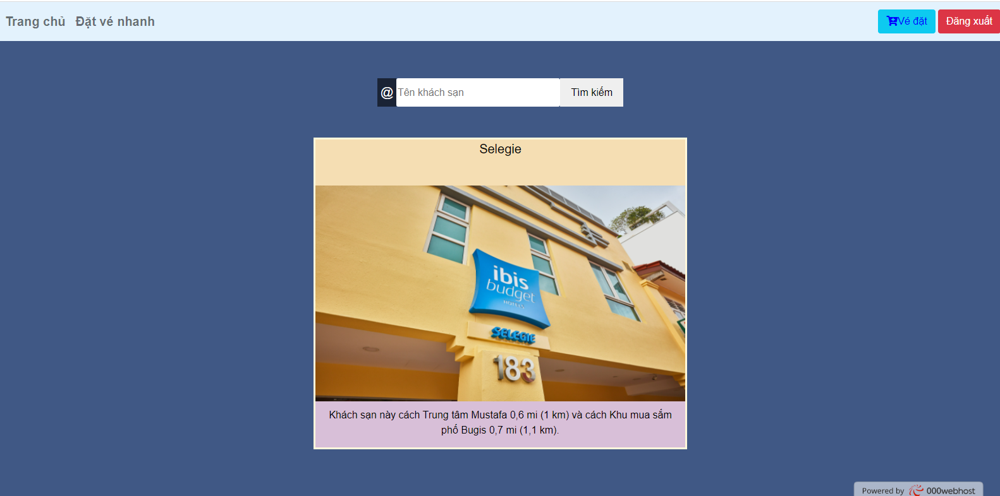 Trang chủ Đặt vé nhanh Vé đặt Đăng xuất
@ Tên khách sạn Tìm kiếm
Selegie
ibis
budget
HOTELS
SELEGIE
183
Khách sạn này cách Trung tâm Mustafa 0,6 mi (1 km) và cách Khu mua sắm
phố Bugis 0,7 mi (1,1 km).
Powered by 000webhost